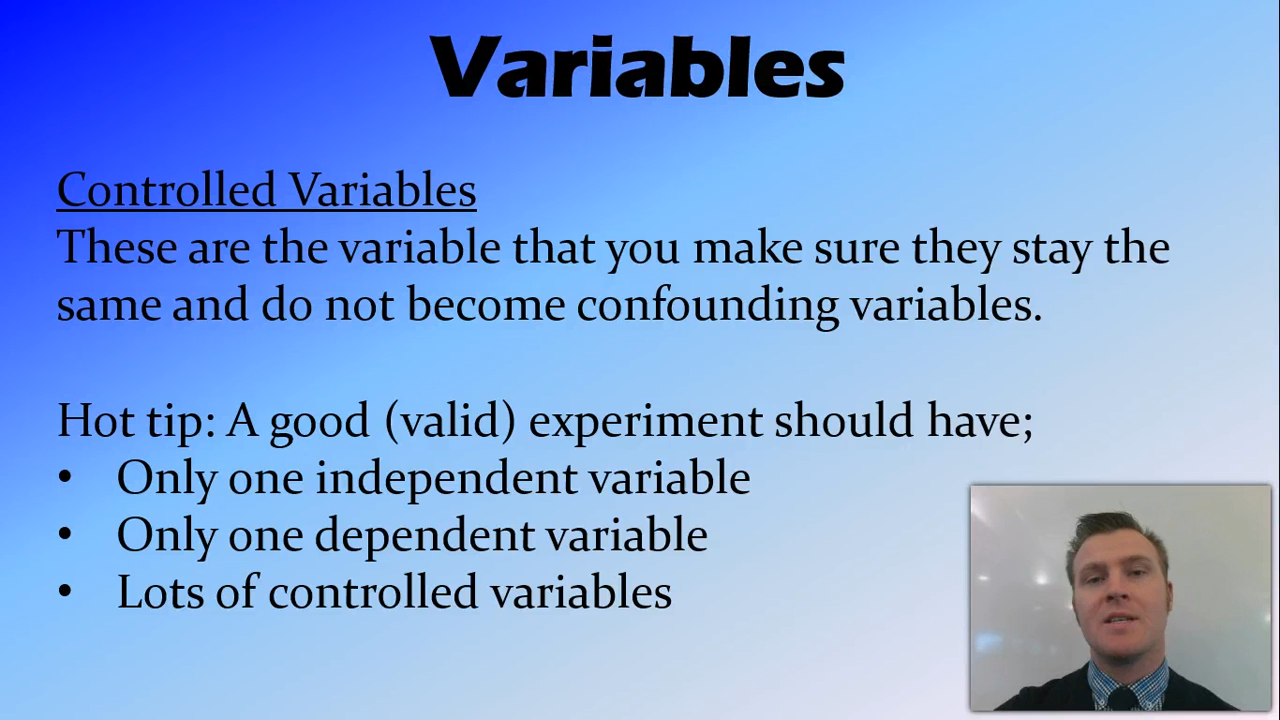 Variables
Controlled Variables
These are the variable that you make sure they stay the
same and do not become confounding variables.
Hot tip: A good (valid) experiment should have;
• Only one independent variable
• Only one dependent variable
• Lots of controlled variables